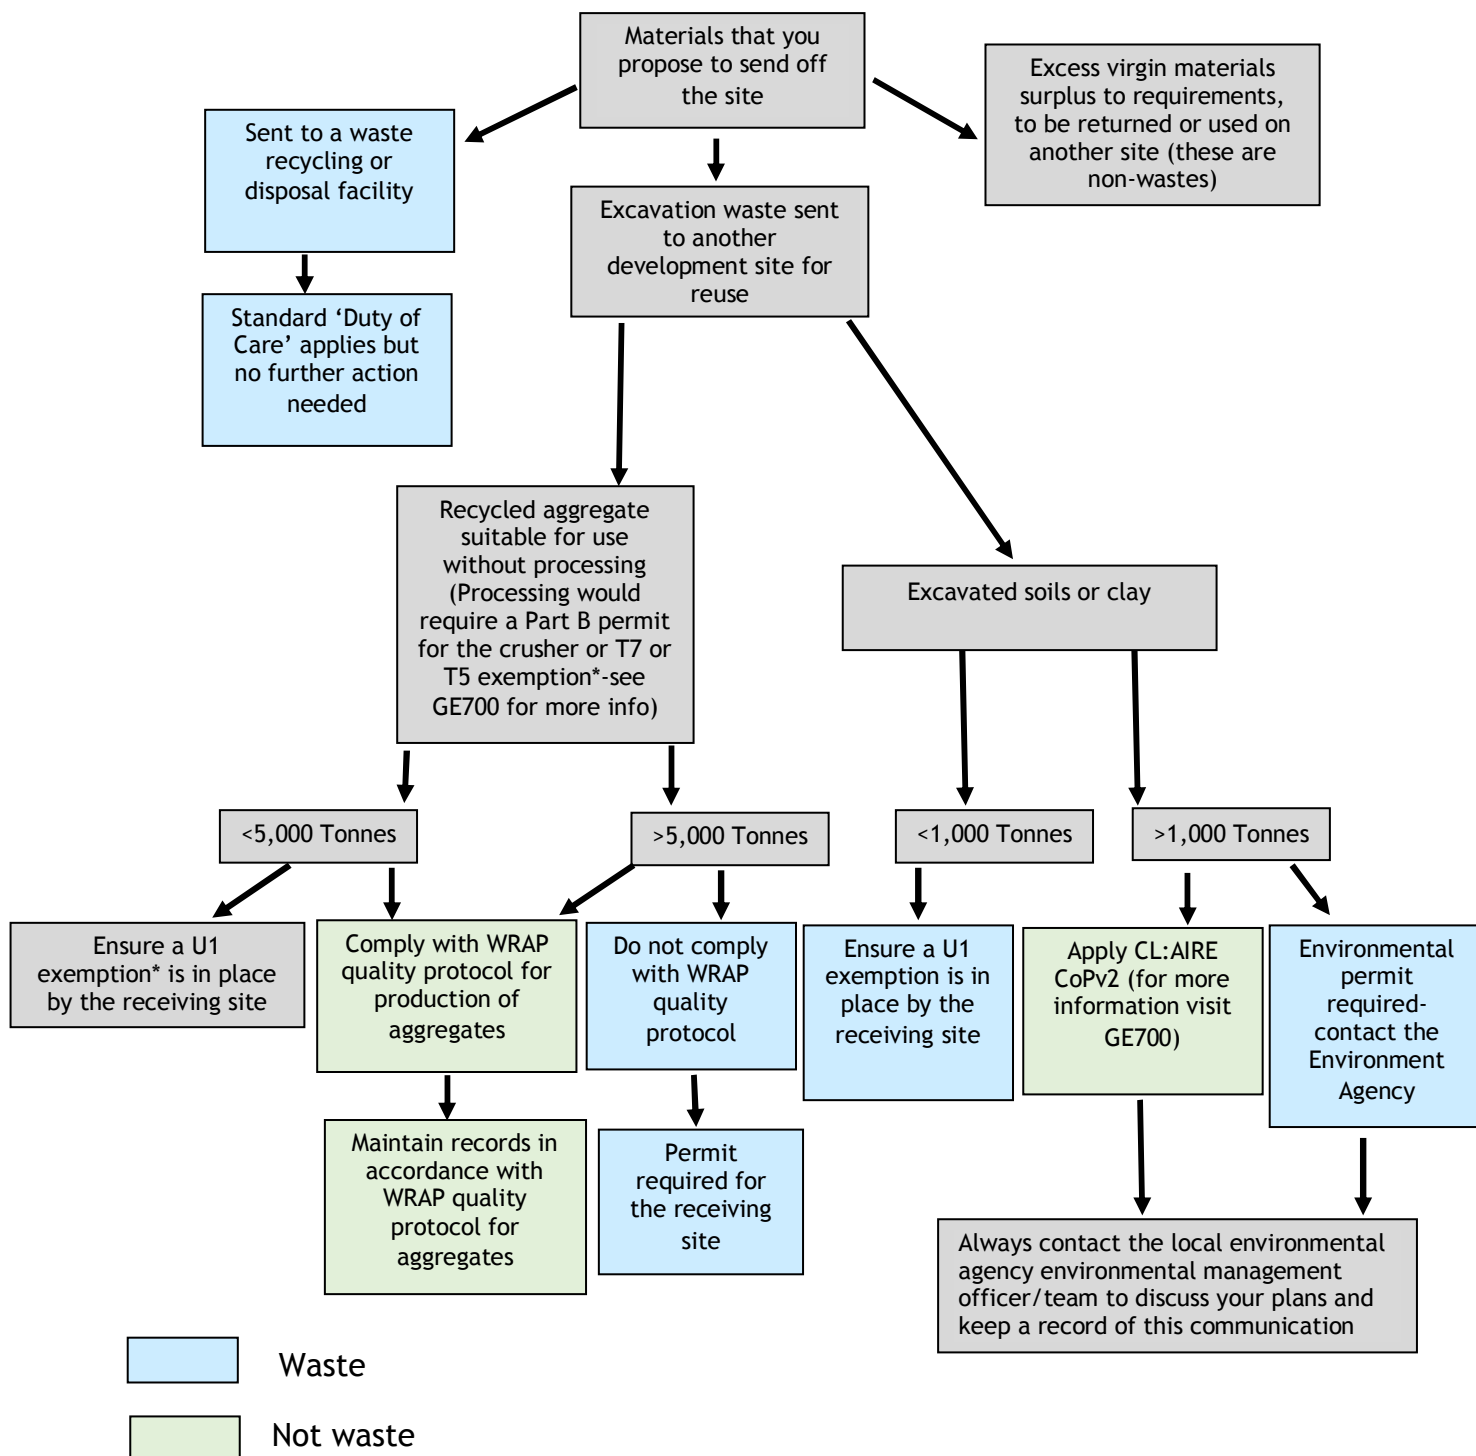 Materials that you
propose to send off
the site
Excess virgin materials
surplus to requirements,
to be returned or used on
another site (these are
non-wastes)
Sent to a waste
recycling or
disposal facility
Excavation waste sent
to another
development site for
reuse
Standard ‘Duty of
Care’ applies but
no further action
needed
Recycled aggregate
suitable for use
without processing
(Processing would
require a Part B permit
for the crusher or T7 or
T5 exemption*-see
GE700 for more info)
Excavated soils or clay
<5,000 Tonnes
>5,000 Tonnes
<1,000 Tonnes
>1,000 Tonnes
Ensure a U1
exemption* is in place
by the receiving site
Comply with WRAP
quality protocol for
production of
aggregates
Do not comply
with WRAP
quality
protocol
Ensure a U1
exemption is in
place by the
receiving site
Apply CL:AIRE
CoPv2 (for more
information visit
GE700)
Environmental
permit
required-
contact the
Environment
Agency
Maintain records in
accordance with
WRAP quality
protocol for
aggregates
Permit
required for
the receiving
site
Always contact the local environmental
agency environmental management
officer/team to discuss your plans and
keep a record of this communication
Waste
Not waste